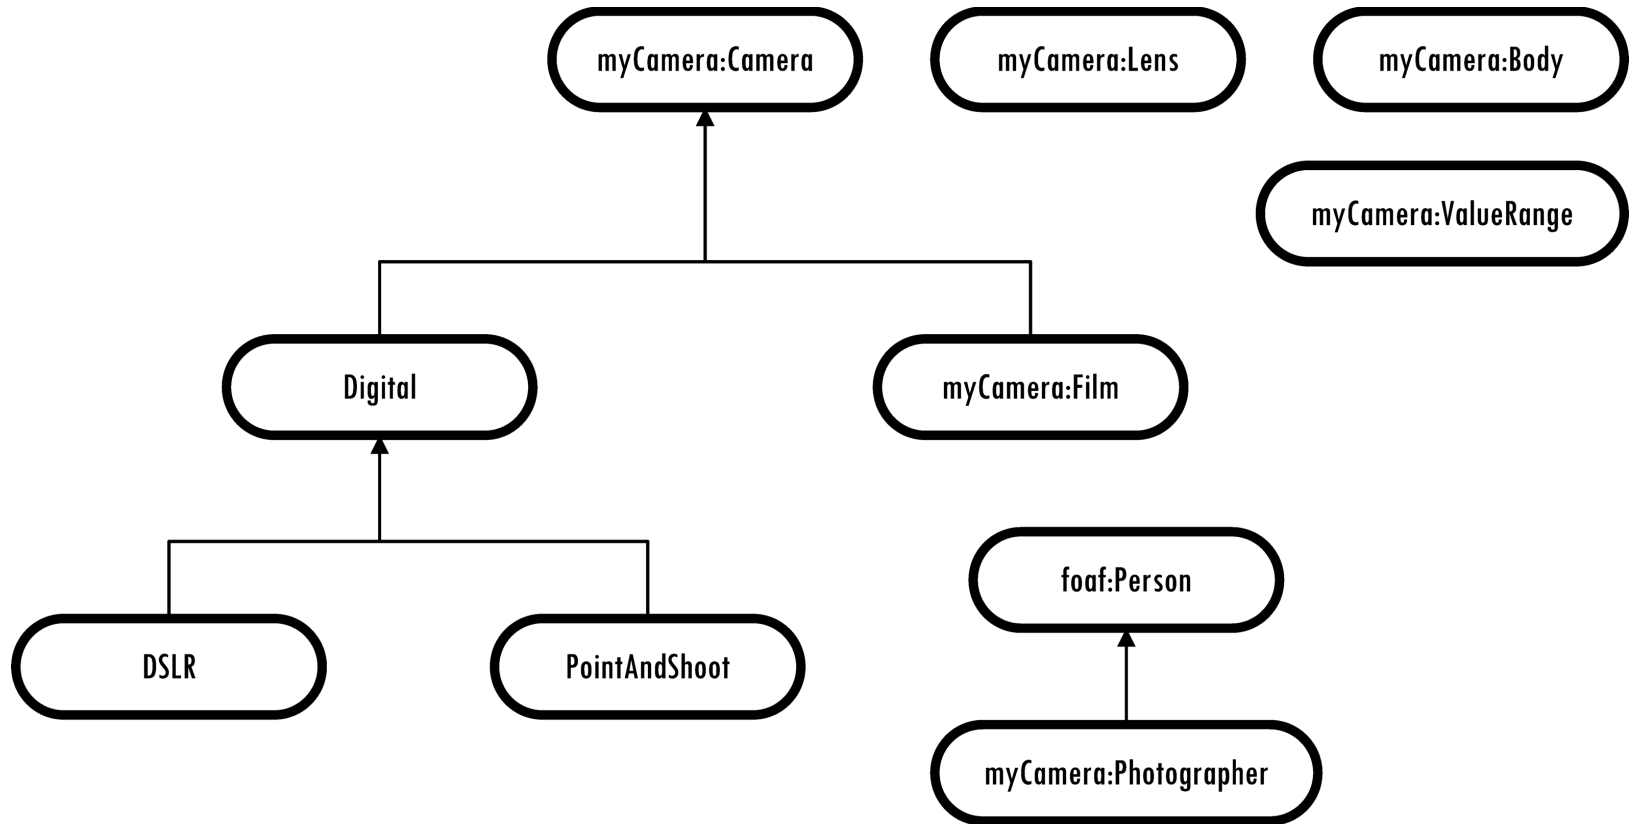 myCamera:Camera
myCamera:Lens
myCamera:Body
myCamera:ValueRange
Digital
myCamera:Film
foaf:Person
DSLR
PointAndShoot
myCamera:Photographer